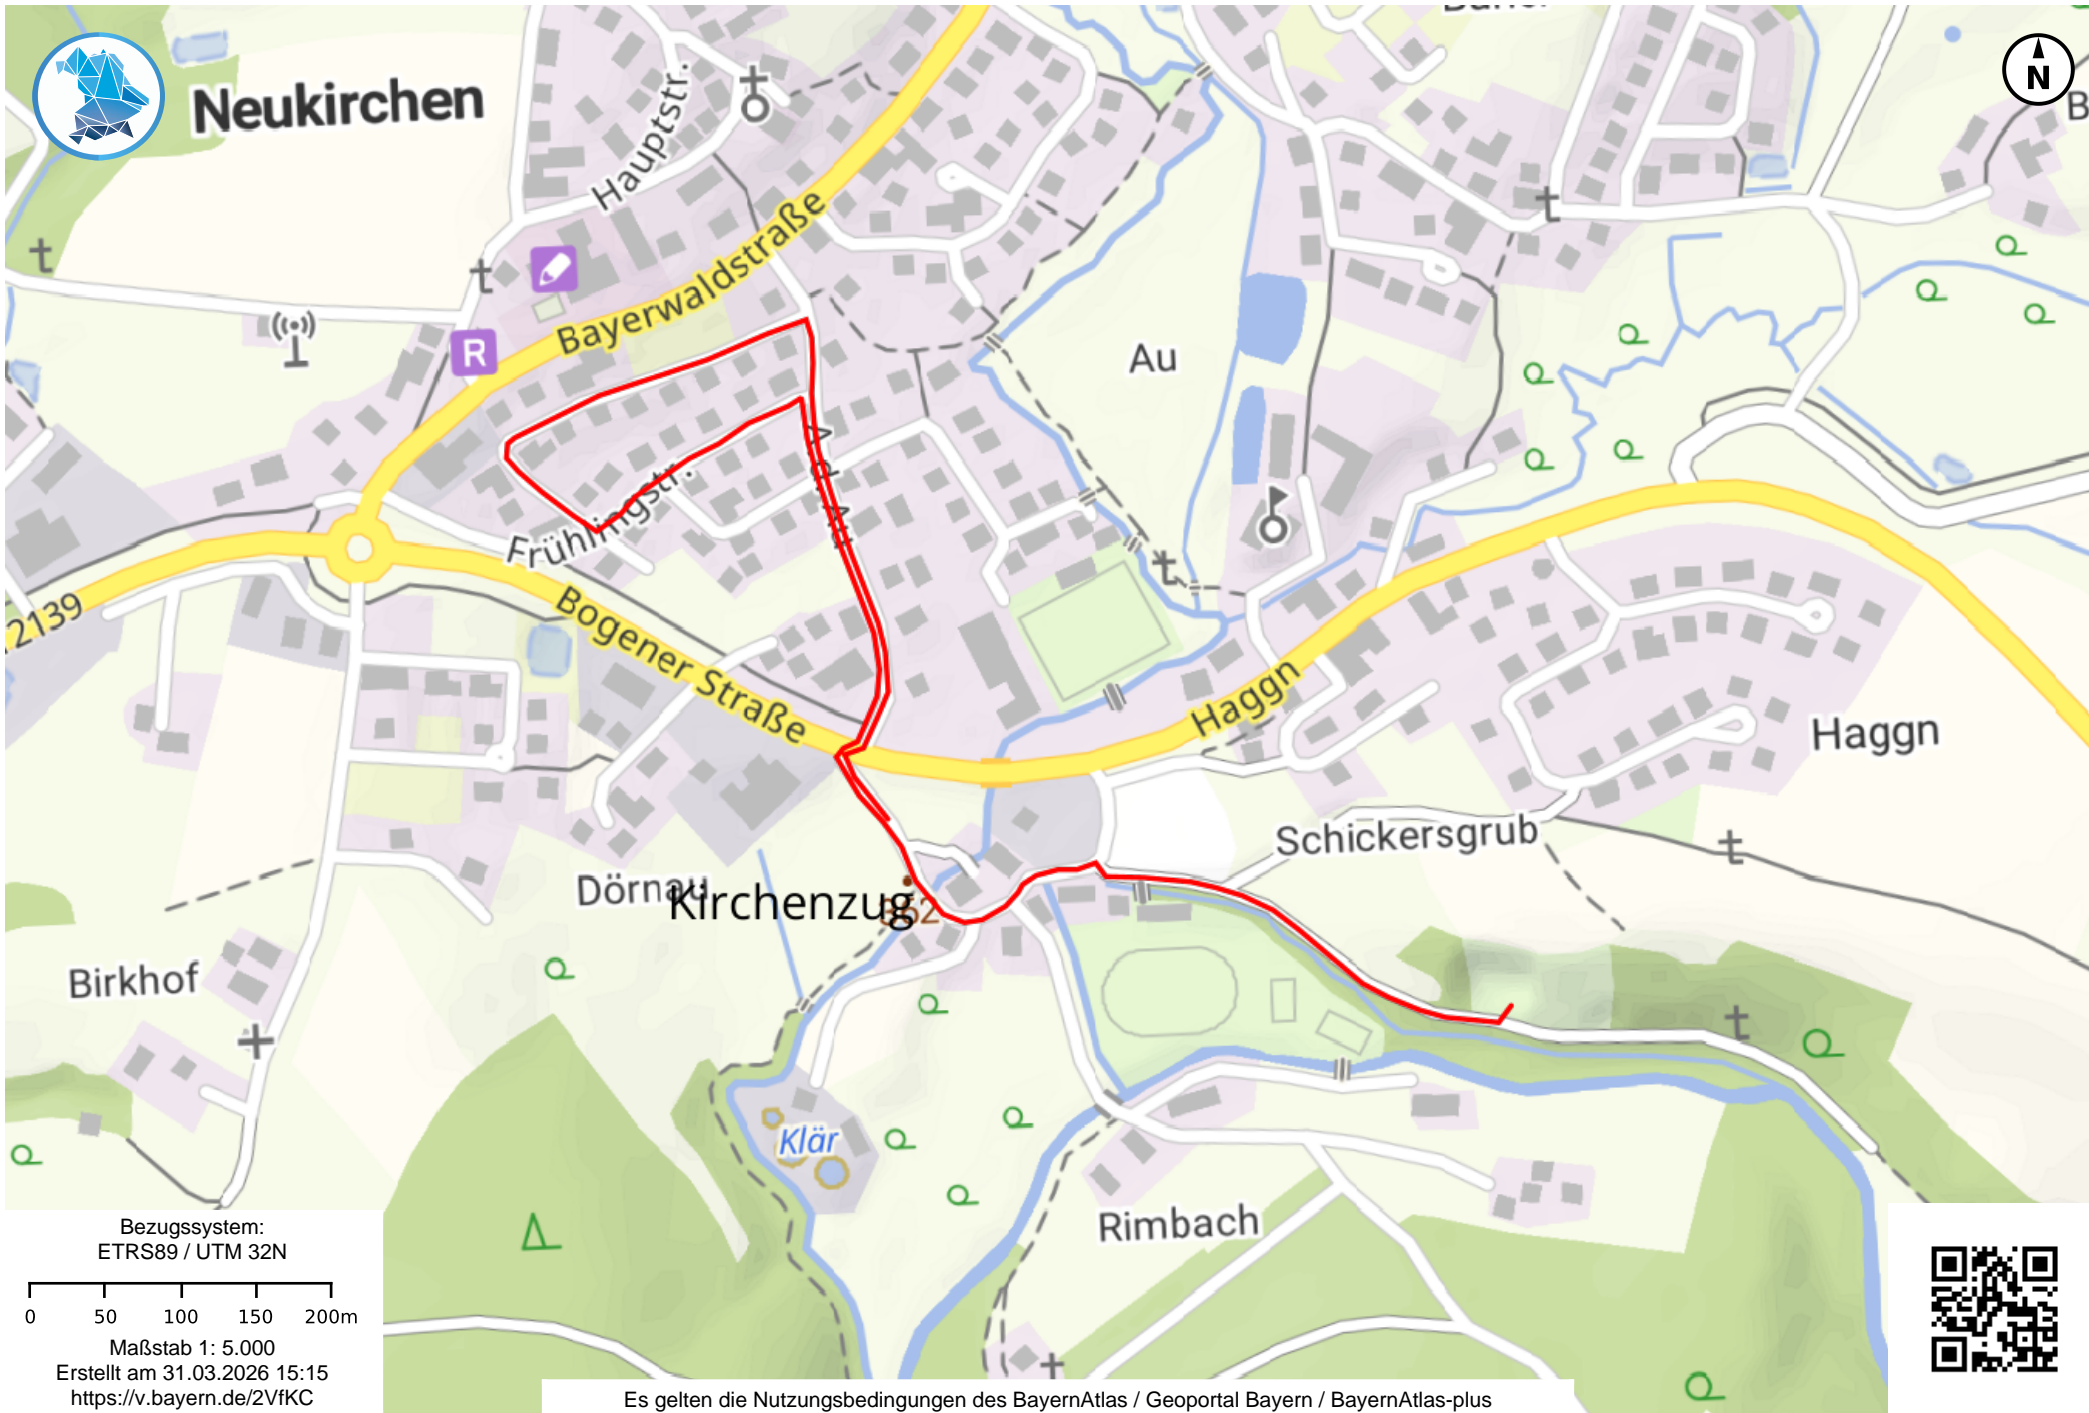 Neukirchen
Hauptstr.
N
B
Bayerwaldstraße
R
Au
A.d. Au
Frühlingstr.
2139
Bogener Straße
Haggn
Haggn
Schickersgrub
Dörnau
Kirchenzug
362
Birkhof
Klär
Rimbach
Bezugssystem:
ETRS89 / UTM 32N
0 50 100 150 200m
Maßstab 1: 5.000
Erstellt am 31.03.2026 15:15
https://v.bayern.de/2VfKC
Es gelten die Nutzungsbedingungen des BayernAtlas / Geoportal Bayern / BayernAtlas-plus